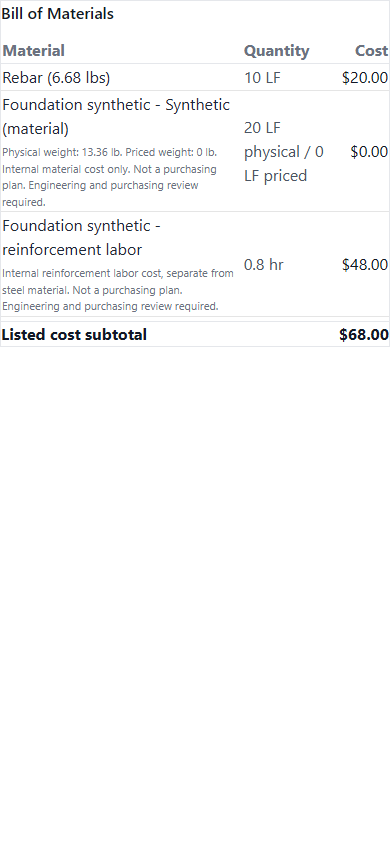 Bill of Materials
Material Quantity Cost
Rebar (6.68 lbs) 10 LF $20.00
Foundation synthetic - Synthetic
(material)
Physical weight: 13.36 lb. Priced weight: 0 lb.
Internal material cost only. Not a purchasing
plan. Engineering and purchasing review
required.
20 LF
physical / 0
LF priced
$0.00
Foundation synthetic -
reinforcement labor
Internal reinforcement labor cost, separate from
steel material. Not a purchasing plan.
Engineering and purchasing review required.
0.8 hr
$48.00
Listed cost subtotal $68.00